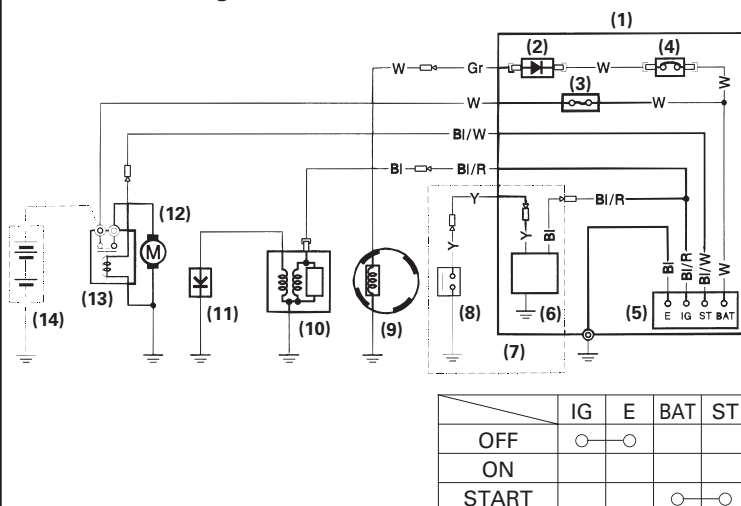 (1)
(2)
(4)
W
Gr
W
W
(3)
W
W
Bl/W
Bl
Bl/R
Y
Bl/R
Y
Y
Bl
Bl
Bl/R
Bl/W
W
(12)
M
(13)
(14)
(11)
(10)
(9)
(8)
(6)
(7)
(5)
E IG ST BAT
IG E BAT ST
OFF
ON
START